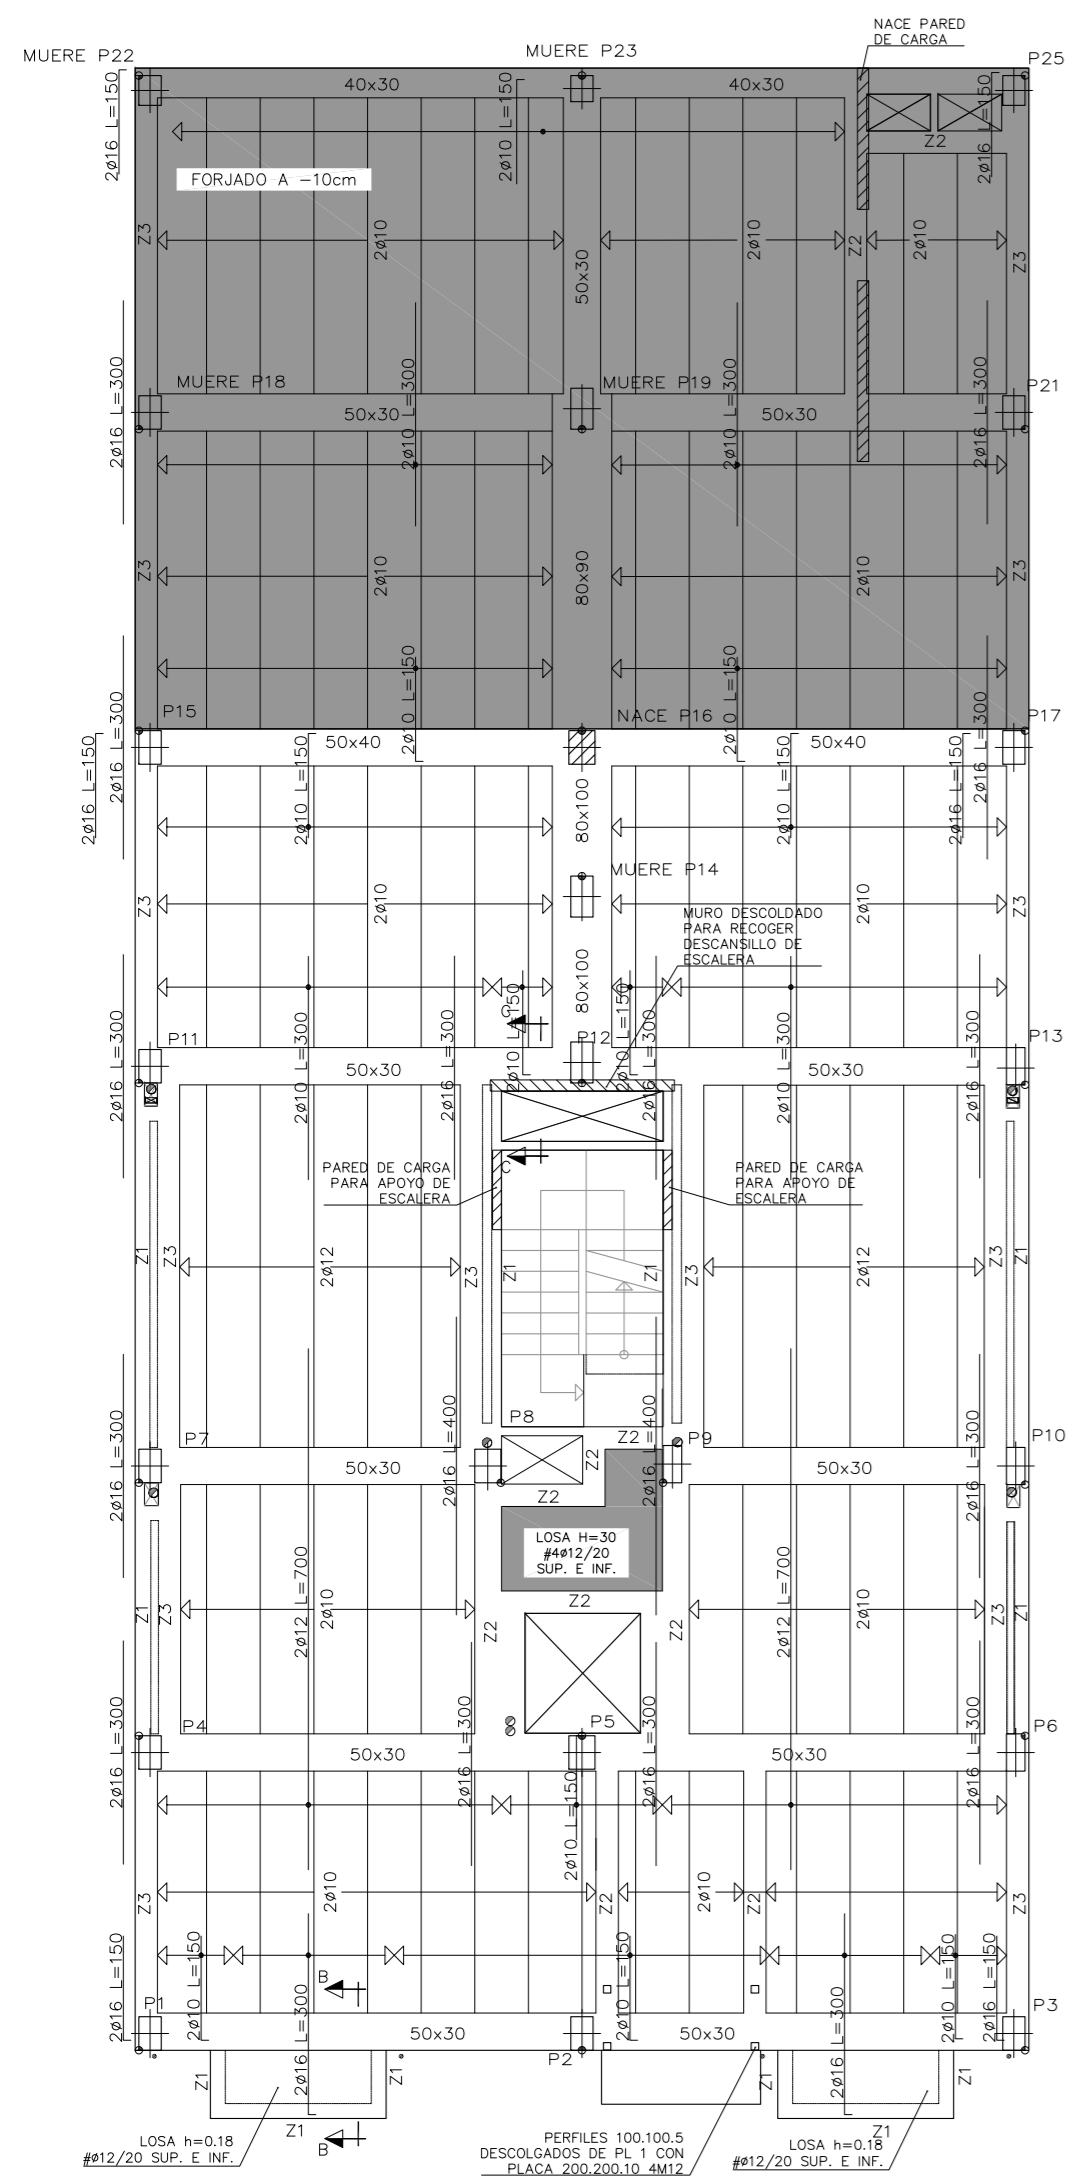 NACE PARED
DE CARGA
MUERE P22
MUERE P23
P25
40x30
40x30
2ø16 L=150
2ø10 L=150
2ø16 L=150
Z2
FORJADO A -10cm
Z3
2ø10
50x30
2ø10
Z2
2ø10
Z3
2ø16 L=300
2ø10 L=300
2ø10 L=300
2ø16 L=300
MUERE P18
MUERE P19
P21
50x30
50x30
Z3
2ø10
80x90
2ø10
Z3
2ø16 L=300
2ø10 L=150
2ø10 L=150
2ø16 L=300
P15
NACE P16
P17
50x40
50x40
2ø16 L=150
2ø10 L=150
80x100
2ø10 L=150
2ø16 L=150
MUERE P14
Z3
2ø10
2ø10
Z3
MURO DESCOLDADO
PARA RECOGER
DESCANSILLO DE
ESCALERA
80x100
2ø16 L=300
2ø10 L=300
2ø16 L=300
2ø10 L=150
2ø10 L=150
2ø16 L=300
2ø10 L=300
2ø16 L=300
C
P11
P12
P13
50x30
50x30
C
PARED DE CARGA
PARA APOYO DE
ESCALERA
PARED DE CARGA
PARA APOYO DE
ESCALERA
Z1
Z3
2ø12
Z3
Z1
Z1
Z3
2ø12
Z3
Z1
2ø16 L=300
2ø16 L=400
2ø16 L=400
2ø16 L=300
P7
P8
P9
P10
50x30
Z2
Z2
50x30
Z2
LOSA H=30
#4ø12/20
SUP. E INF.
Z2
Z1
Z3
2ø12 L=700
2ø10
Z2
Z2
2ø12 L=700
2ø10
Z3
Z1
2ø16 L=300
2ø16 L=300
2ø16 L=300
2ø16 L=300
P4
P5
P6
50x30
50x30
2ø10 L=150
Z3
2ø10
Z2
2ø10
Z2
Z3
2ø16 L=150
2ø10 L=150
2ø16 L=300
2ø10 L=150
2ø16 L=300
2ø10 L=150
2ø16 L=150
B
P1
P2
P3
50x30
50x30
Z1
Z1
Z1
Z1
Z1
Z1
B
LOSA h=0.18
#ø12/20 SUP. E INF.
PERFILES 100.100.5
DESCOLGADOS DE PL 1 CON
PLACA 200.200.10 4M12
LOSA h=0.18
#ø12/20 SUP. E INF.